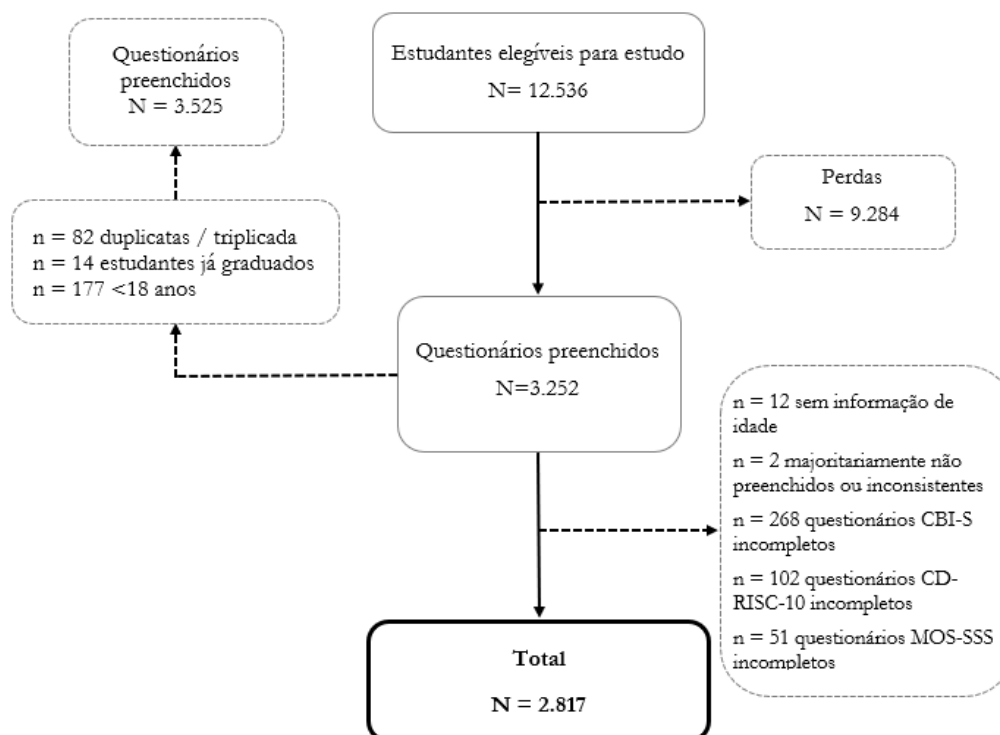 Questionários
preenchidos
N = 3.525
Estudantes elegíveis para estudo
N= 12.536
Perdas
N = 9.284
n = 82 duplicatas / triplicada
n = 14 estudantes já graduados
n = 177 <18 anos
Questionários preenchidos
N=3.252
n = 12 sem informação de
idade
n = 2 majoritariamente não
preenchidos ou inconsistentes
n = 268 questionários CBI-S
incompletos
n = 102 questionários CD-
RISC-10 incompletos
n = 51 questionários MOS-SSS
incompletos
Total
N = 2.817